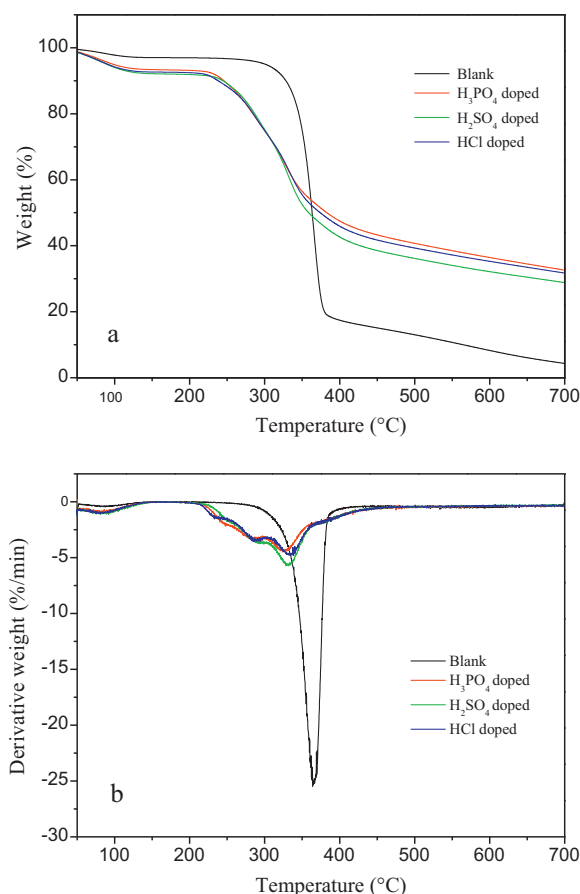 100
80
60
40
20
0
Weight (%)
Blank
H₃PO₄ doped
H₂SO₄ doped
HCl doped
a
100 200 300 400 500 600 700
Temperature (°C)
0
-5
-10
-15
-20
-25
-30
Derivative weight (%/min)
Blank
H₃PO₄ doped
H₂SO₄ doped
HCl doped
b
100 200 300 400 500 600 700
Temperature (°C)